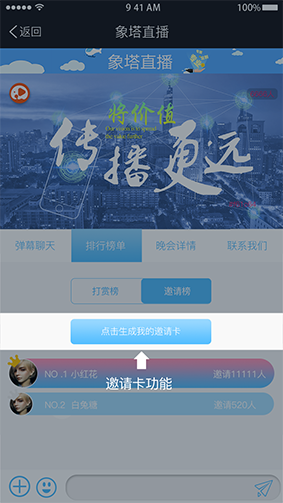 9 41 AM
100%
返回
象塔直播
象塔直播
将价值
传播更远
弹幕聊天
排行榜单
晚会详情
联系我们
打赏榜
邀请榜
点击生成我的邀请卡
邀请卡功能
NO .1 小红花
邀请11111人
NO.2 白兔糖
邀请520人